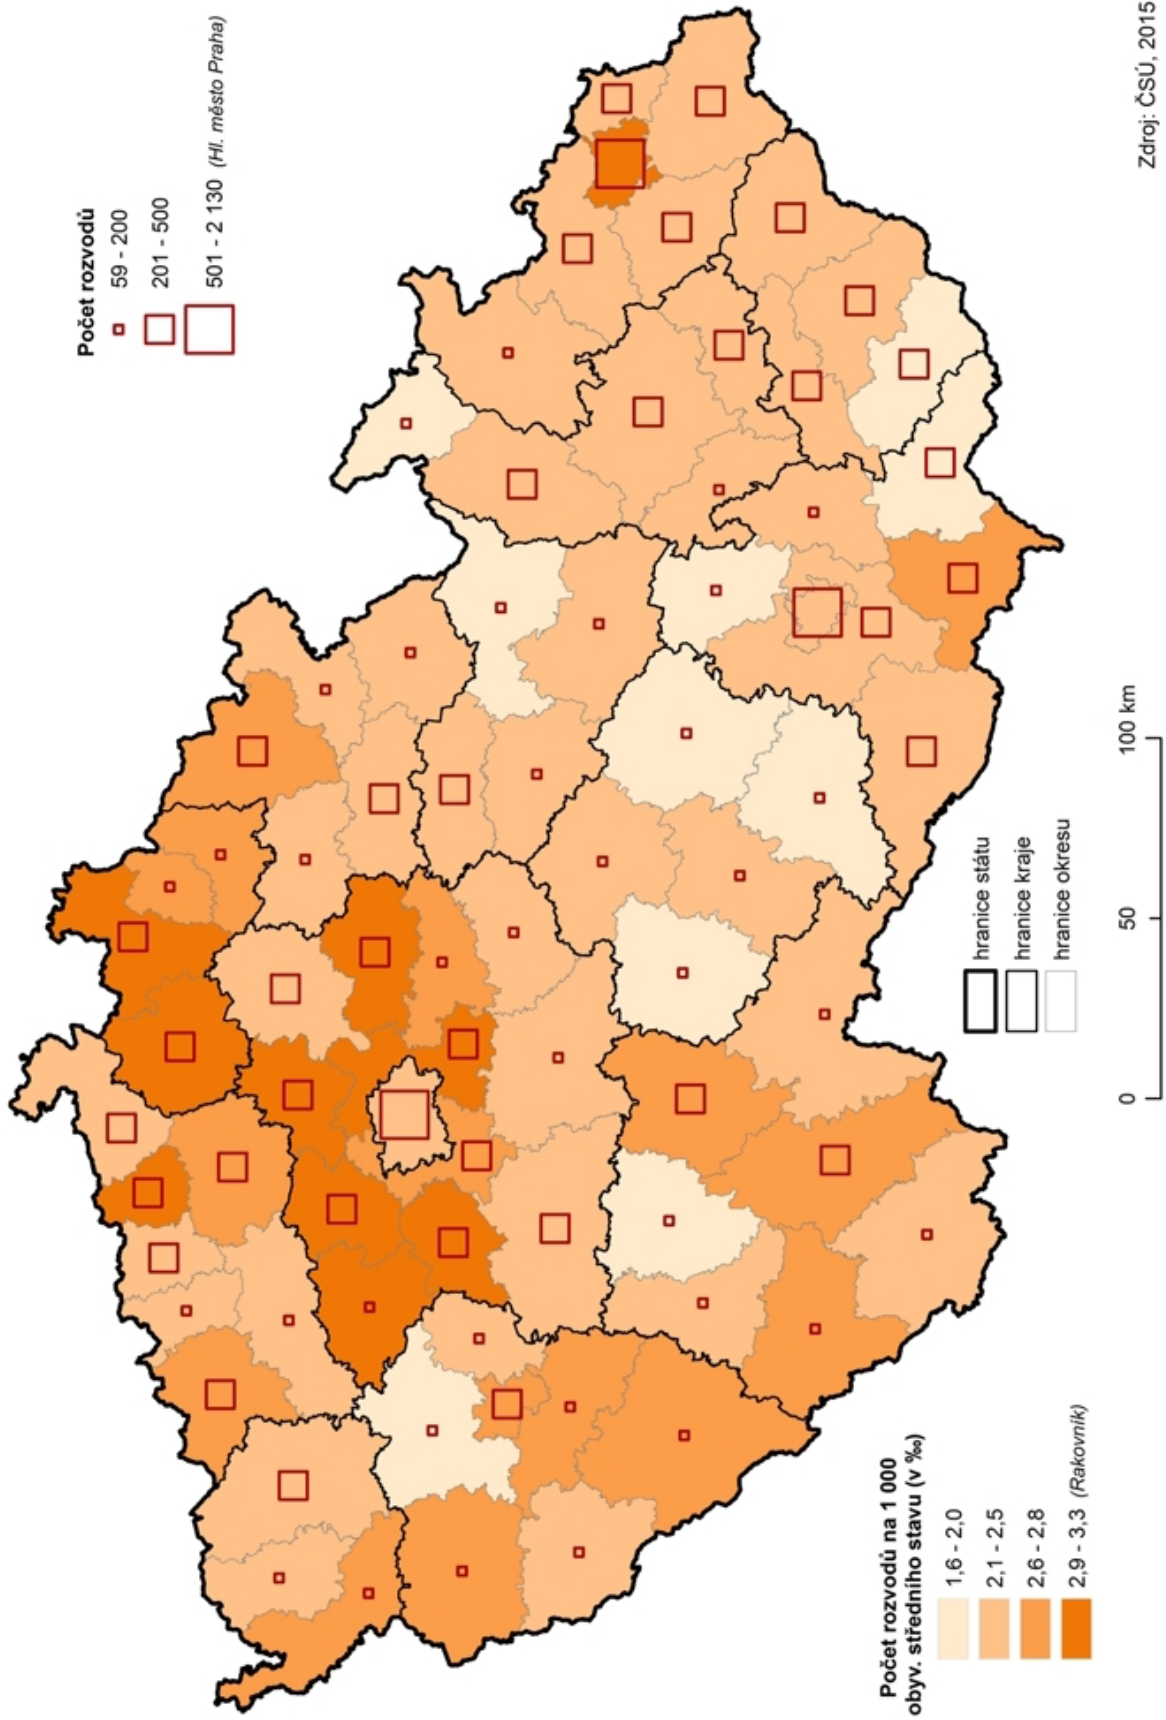 Počet rozvodů
59 - 200
201 - 500
501 - 2 130 (Hl. město Praha)
Počet rozvodů na 1 000
obyv. středního stavu (v ‰)
1,6 - 2,0
2,1 - 2,5
2,6 - 2,8
2,9 - 3,3 (Rakovník)
hranice státu
hranice kraje
hranice okresu
0 50 100 km
Zdroj: ČSÚ, 2015